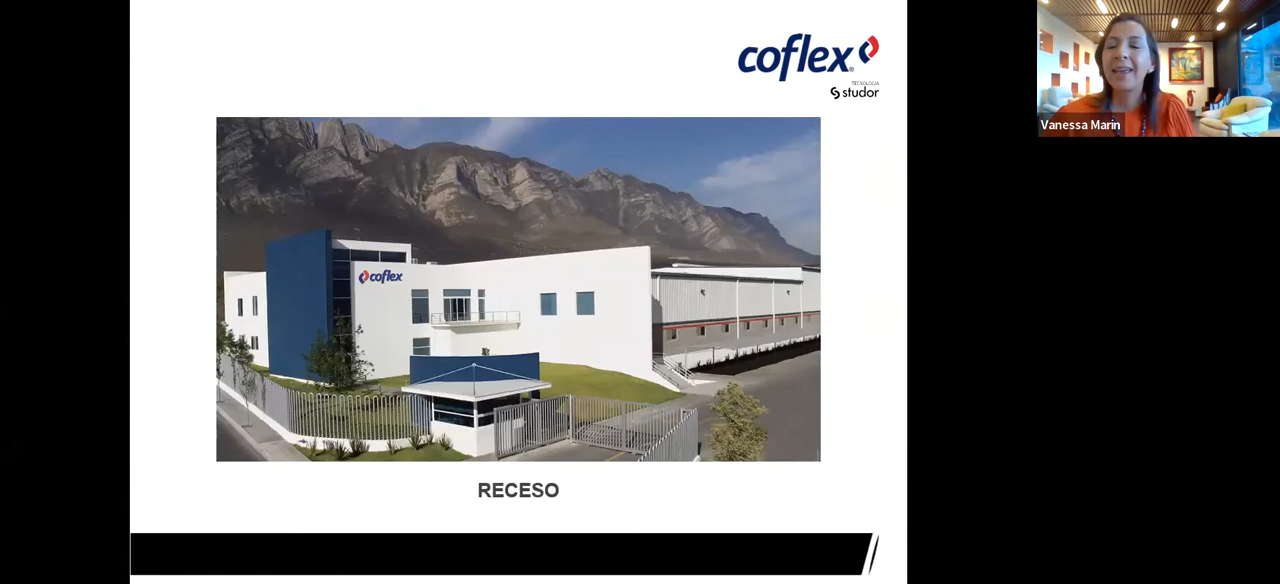 coflex
TECNOLOGÍA
studor
Vanessa Marin
coflex
RECESO